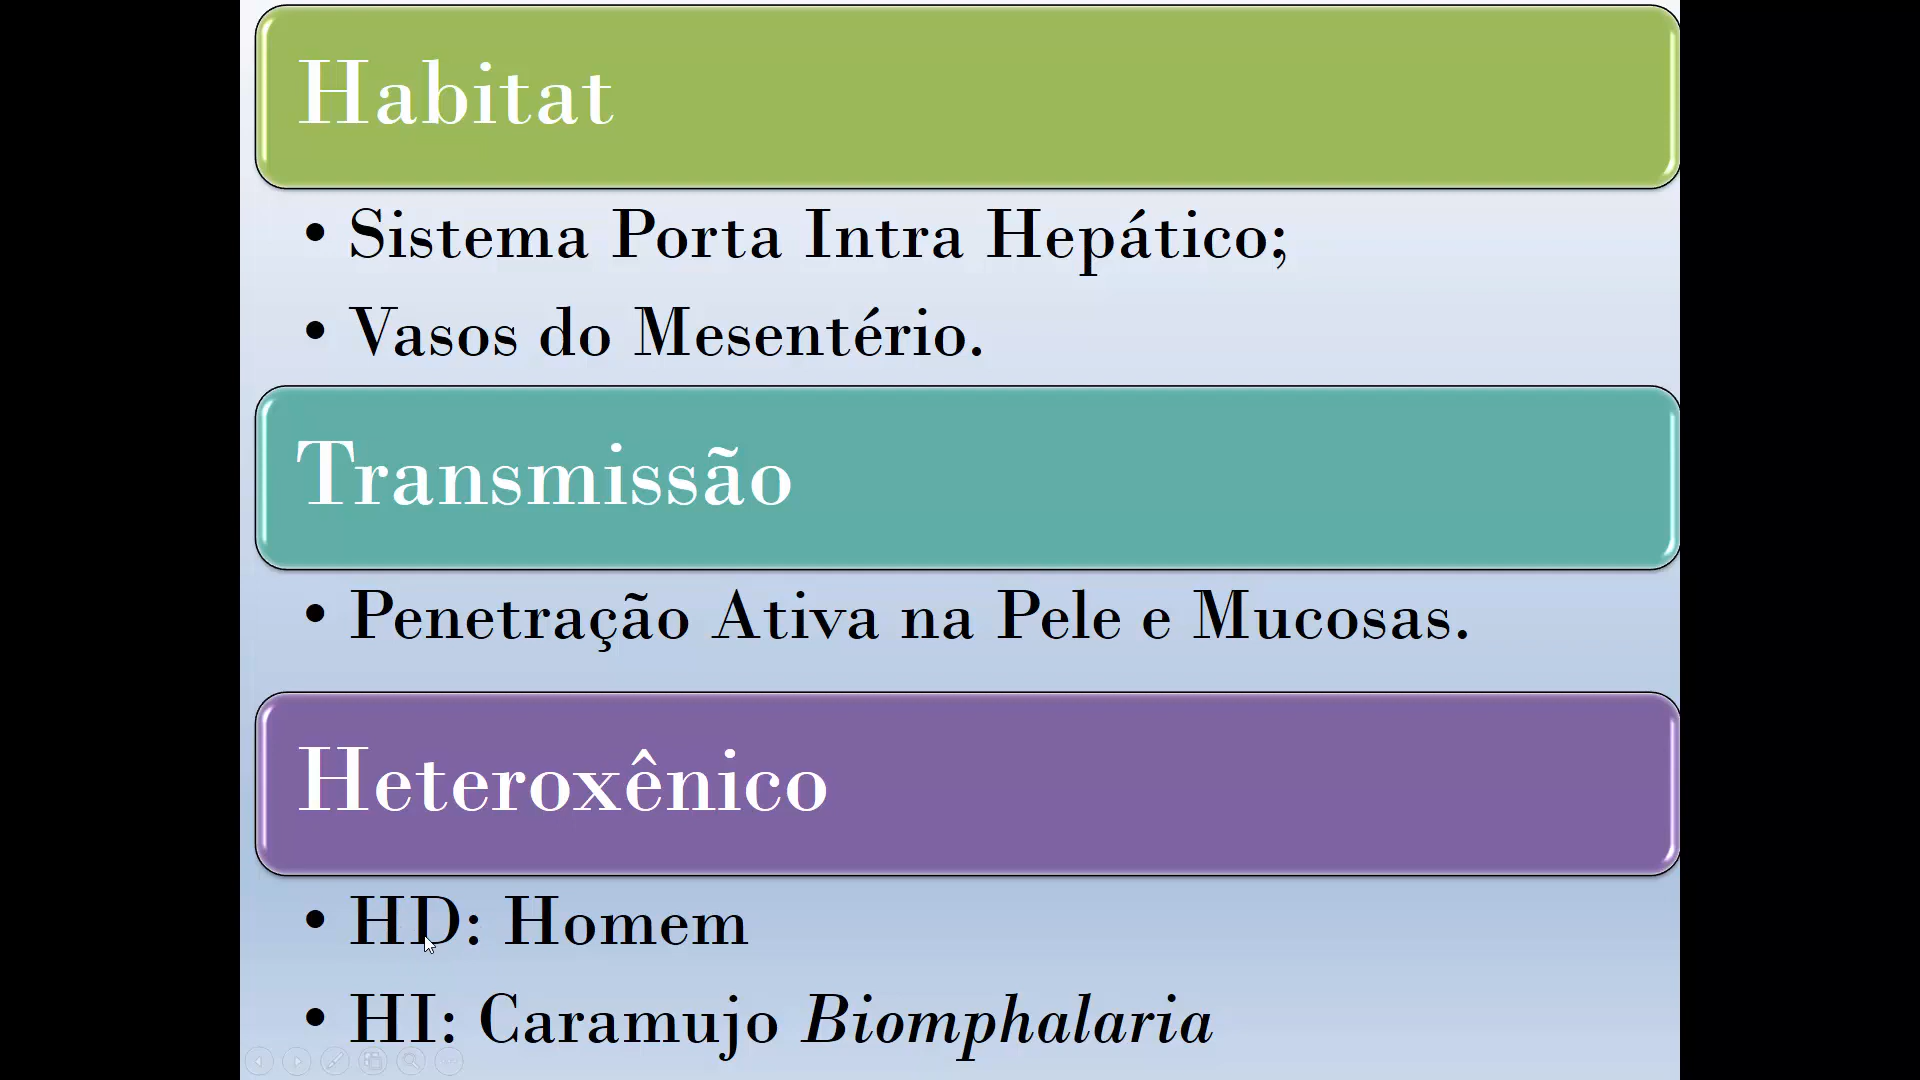 Habitat
• Sistema Porta Intra Hepático;
• Vasos do Mesentério.
Transmissão
• Penetração Ativa na Pele e Mucosas.
Heteroxênico
• HD: Homem
• HI: Caramujo Biomphalaria